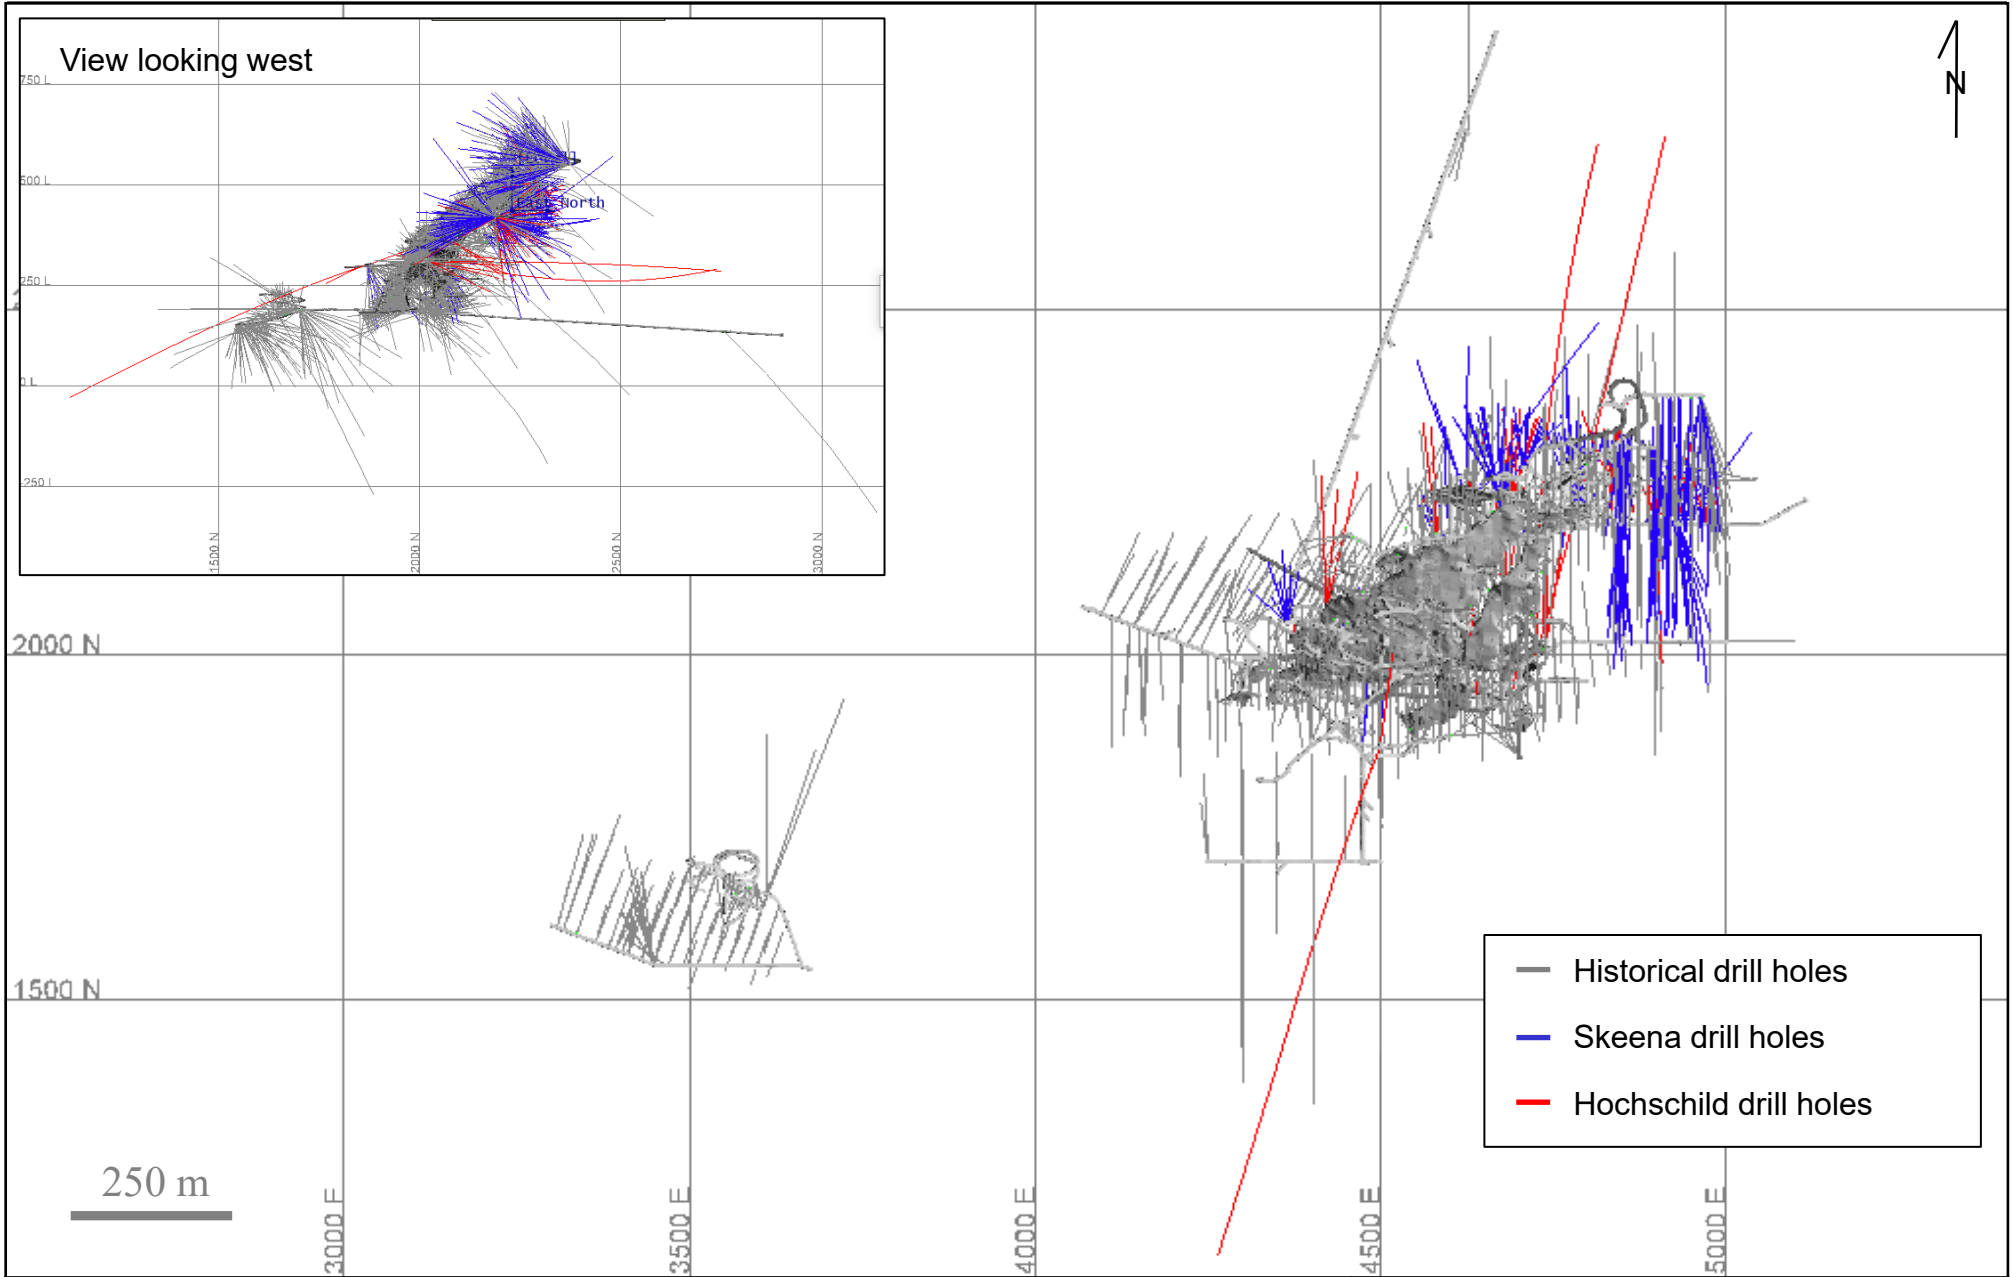 View looking west
N
750 L
500 L
East North
250 L
0 L
250 L
1500 N
2000 N
2500 N
3000 N
2000 N
1500 N
Historical drill holes
Skeena drill holes
Hochschild drill holes
250 m
3000 E
3500 E
4000 E
4500 E
5000 E